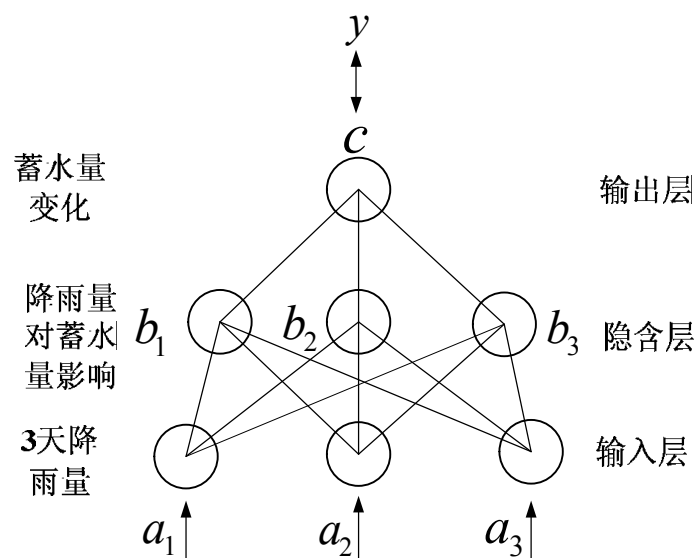 y
c
蓄水量
变化
输出层
降雨量
对蓄水
量影响
b₁
b₂
b₃
隐含层
3天降
雨量
输入层
a₁
a₂
a₃